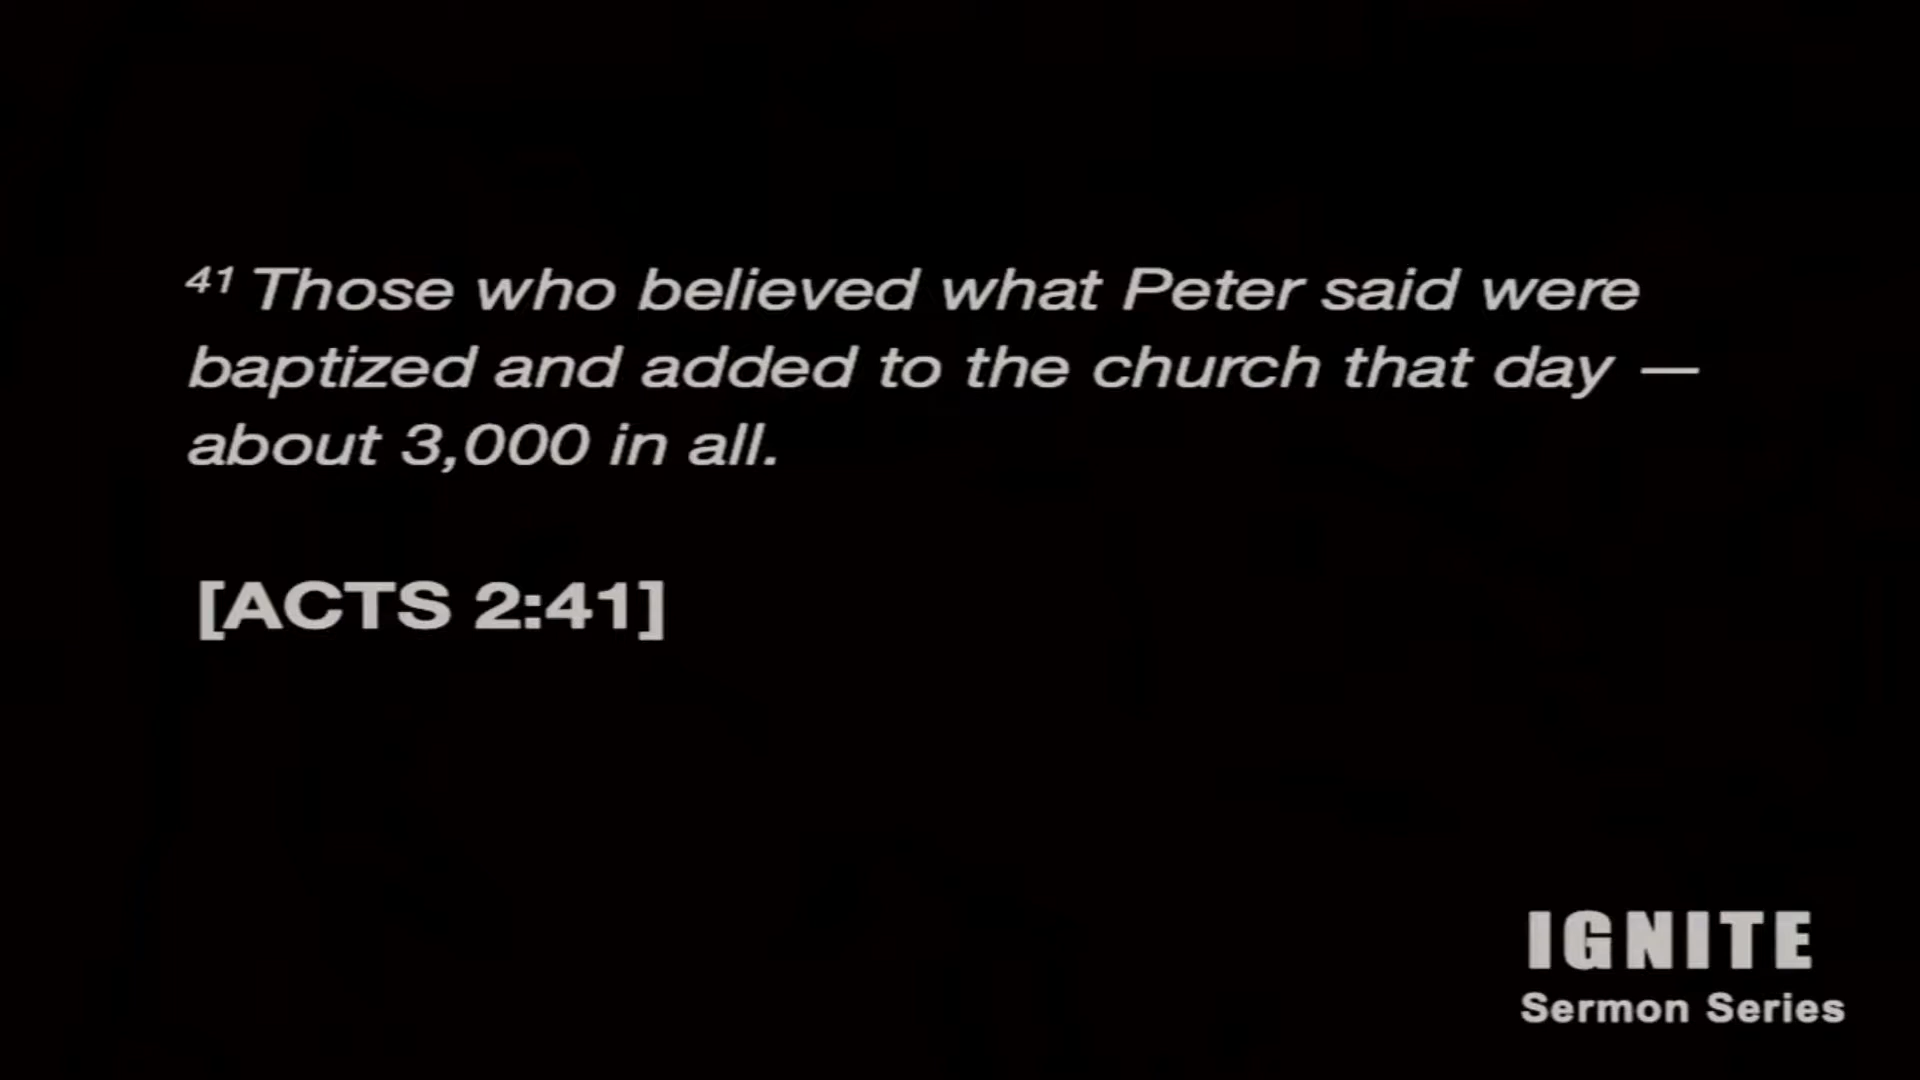 41 Those who believed what Peter said were
baptized and added to the church that day —
about 3,000 in all.
[ACTS 2:41]
IGNITE
Sermon Series